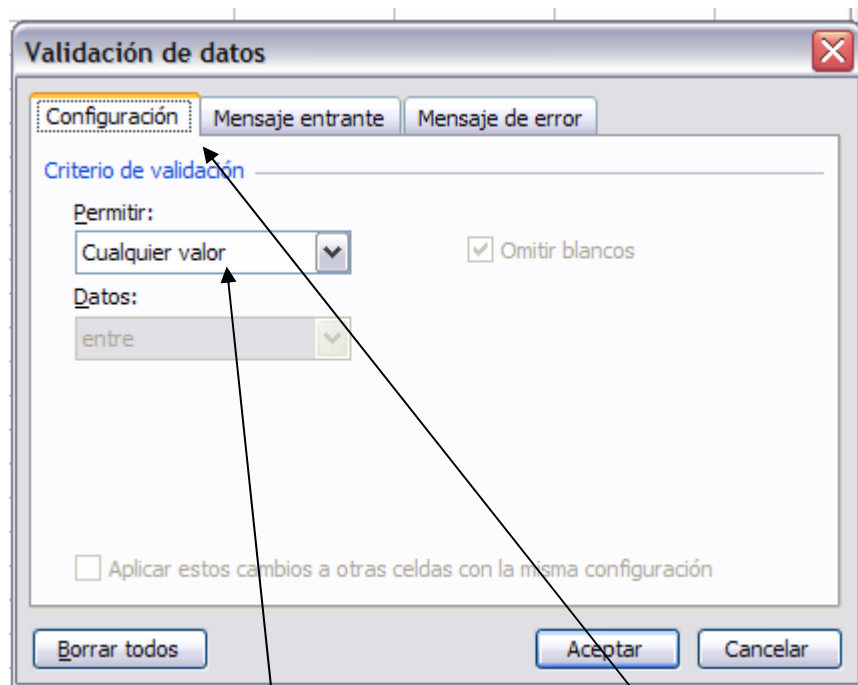 Validación de datos
Configuración Mensaje entrante Mensaje de error
Criterio de validación
Permitir:
Cualquier valor Omitir blancos
Datos:
entre
Aplicar estos cambios a otras celdas con la misma configuración
Borrar todos Aceptar Cancelar